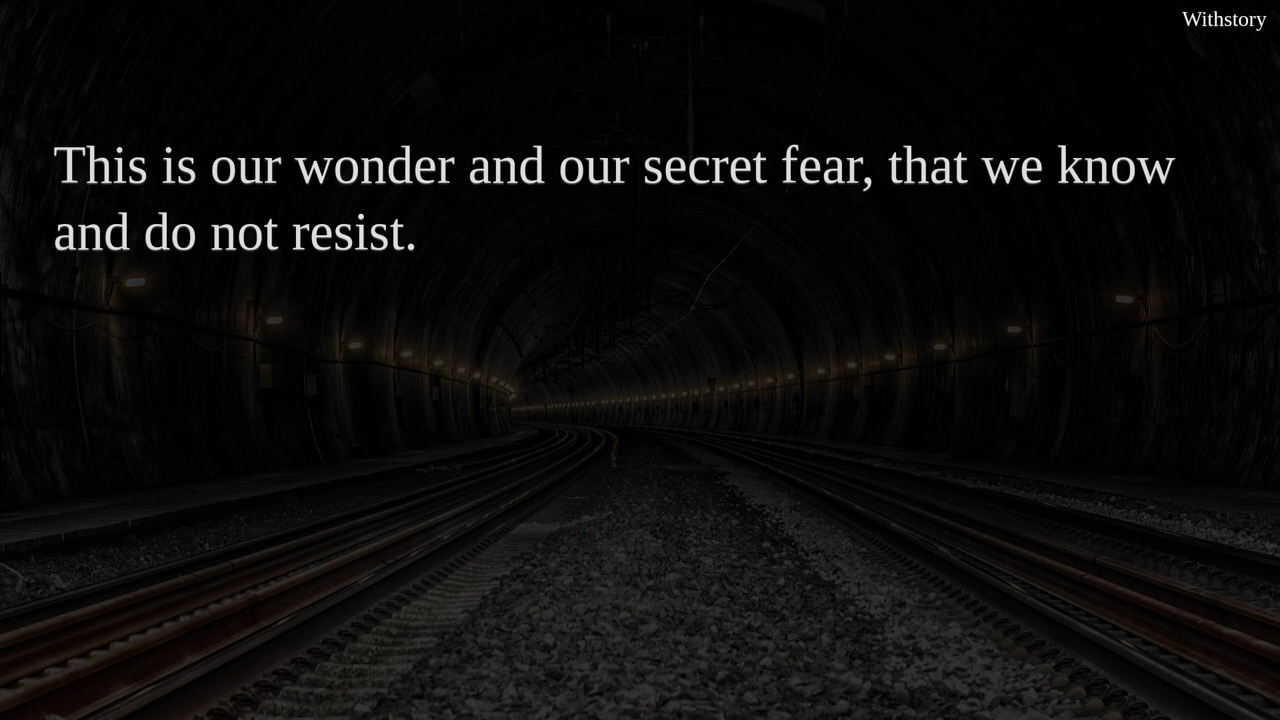 Withstory
This is our wonder and our secret fear, that we know
and do not resist.